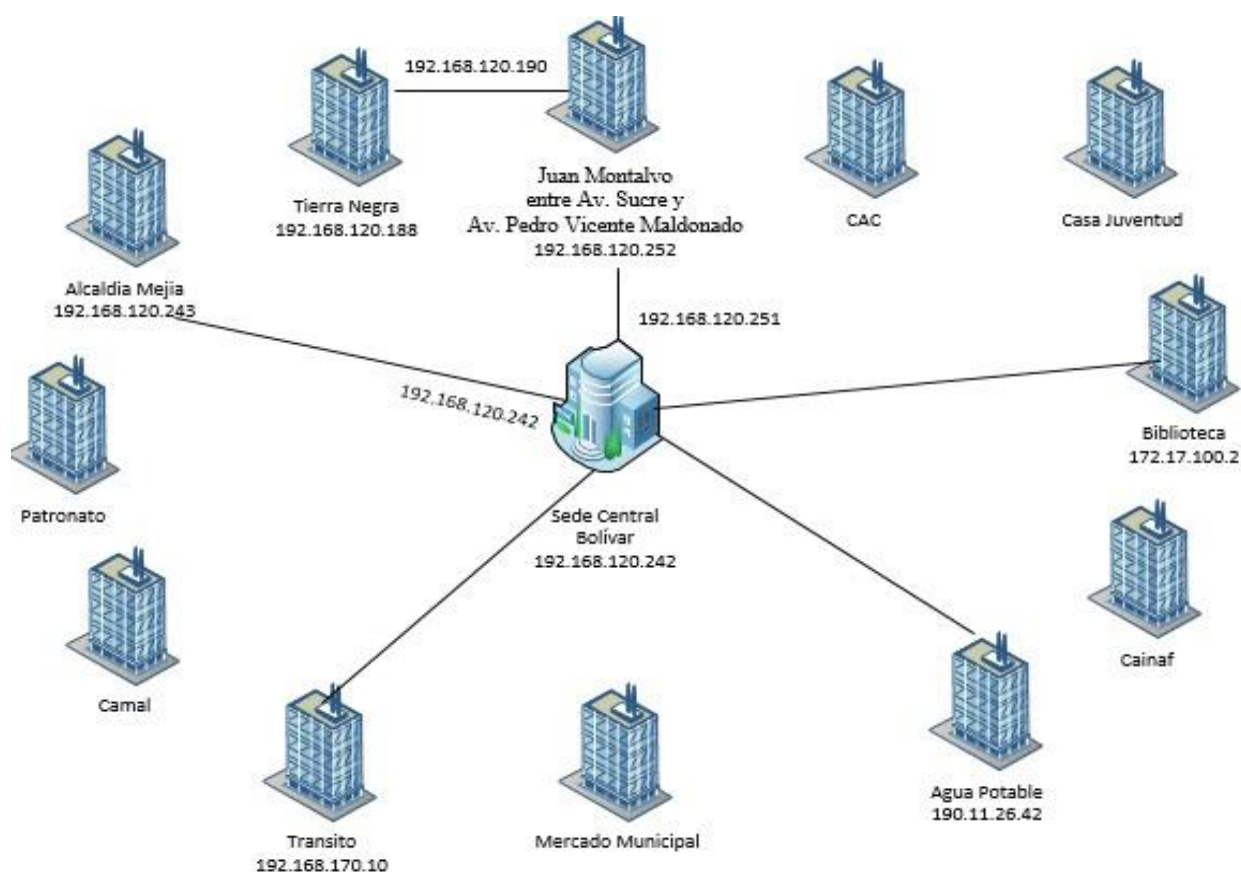 192.168.120.190
Juan Montalvo
entre Av. Sucre y
Av. Pedro Vicente Maldonado
192.168.120.252
Tierra Negra
192.168.120.188
CAC
Casa Juventud
Alcaldia Mejia
192.168.120.243
192.168.120.251
192.168.120.242
Biblioteca
172.17.100.2
Patronato
Sede Central
Bolívar
192.168.120.242
Cainaf
Camal
Agua Potable
190.11.26.42
Transito
192.168.170.10
Mercado Municipal